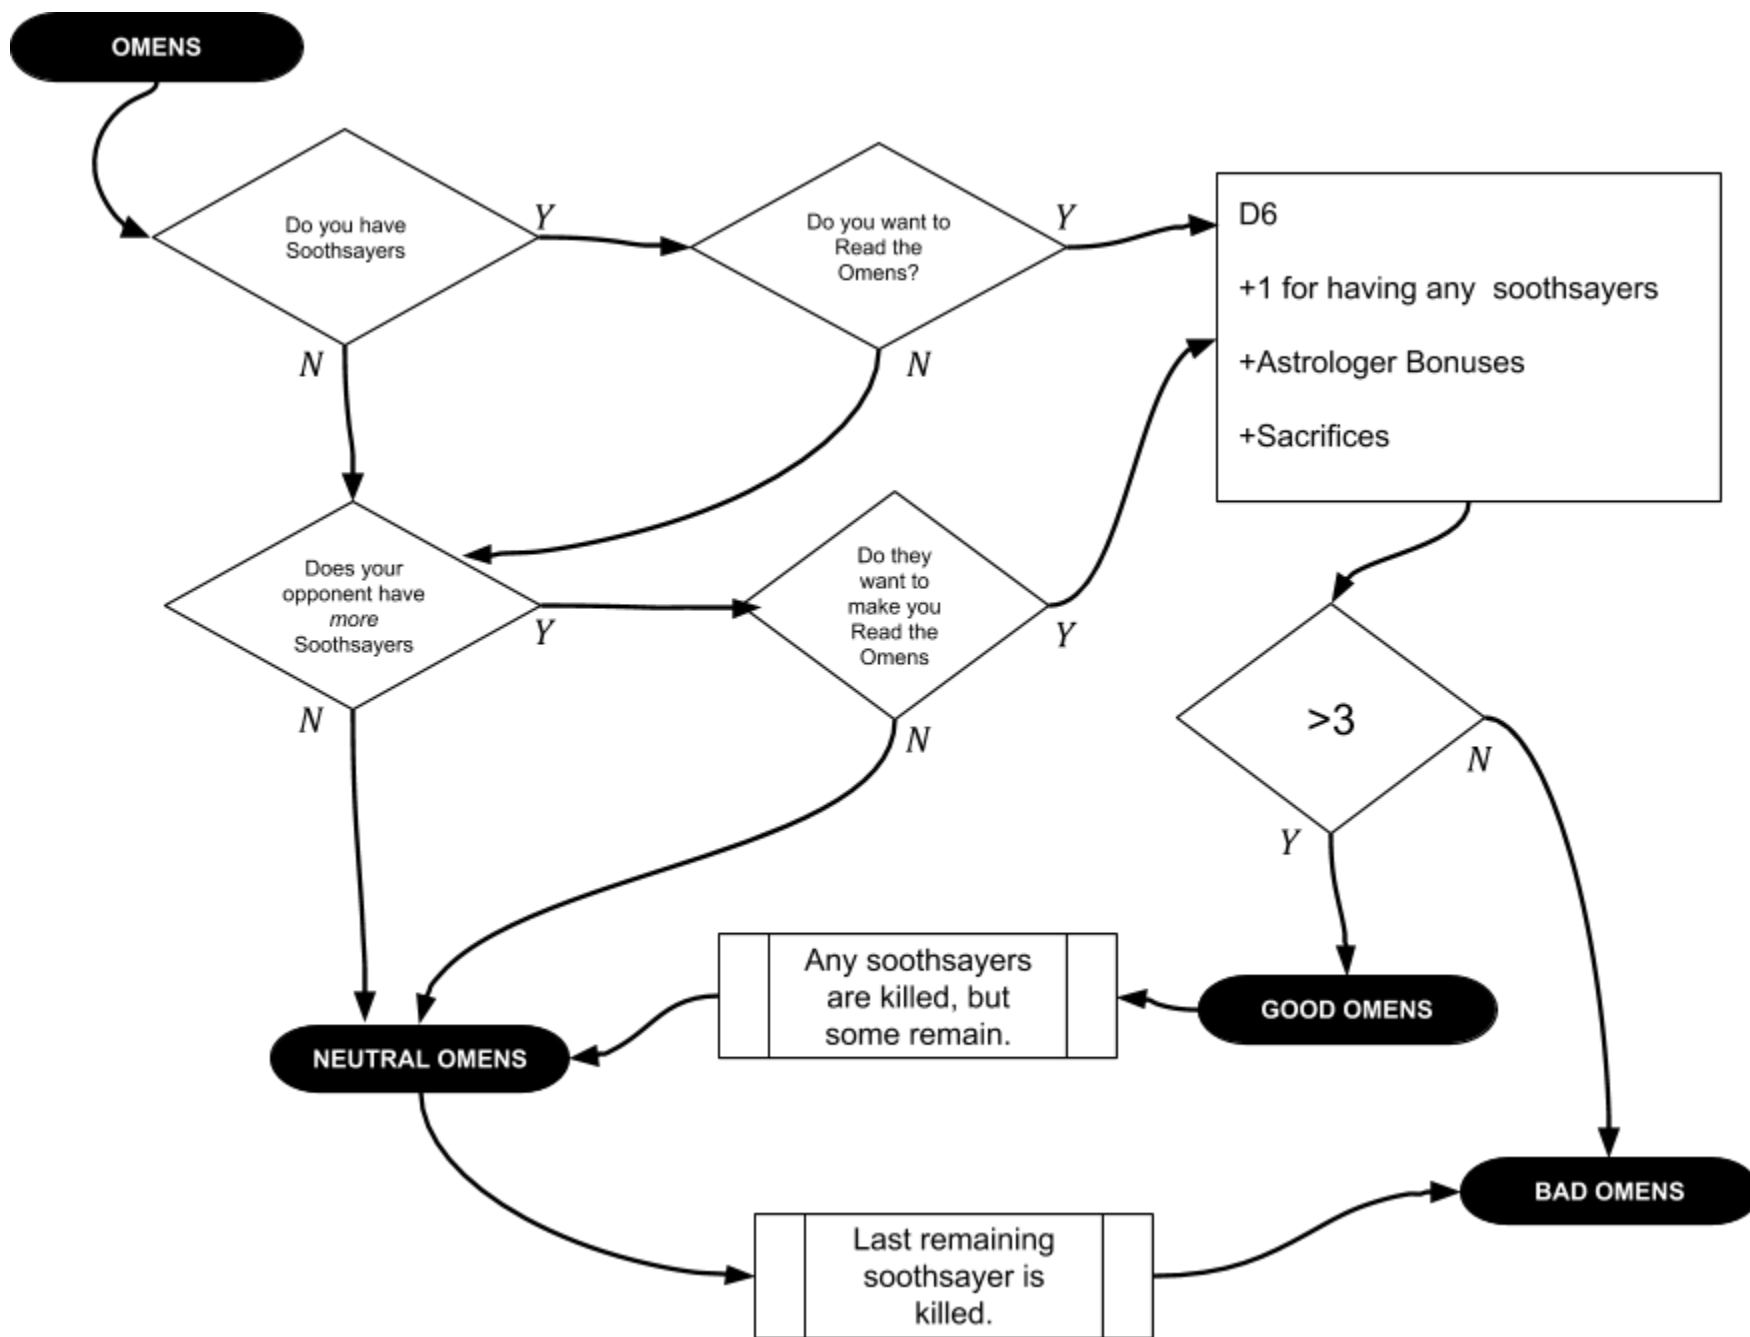 OMENS
Do you have
Soothsayers
Y
N
Do you want to
Read the
Omens?
Y
N
D6
+1 for having any  soothsayers
+Astrologer Bonuses
+Sacrifices
Does your
opponent have
more
Soothsayers
Y
N
Do they
want to
make you
Read the
Omens
Y
N
>3
N
Y
Any soothsayers
are killed, but
some remain.
GOOD OMENS
NEUTRAL OMENS
BAD OMENS
Last remaining
soothsayer is
killed.